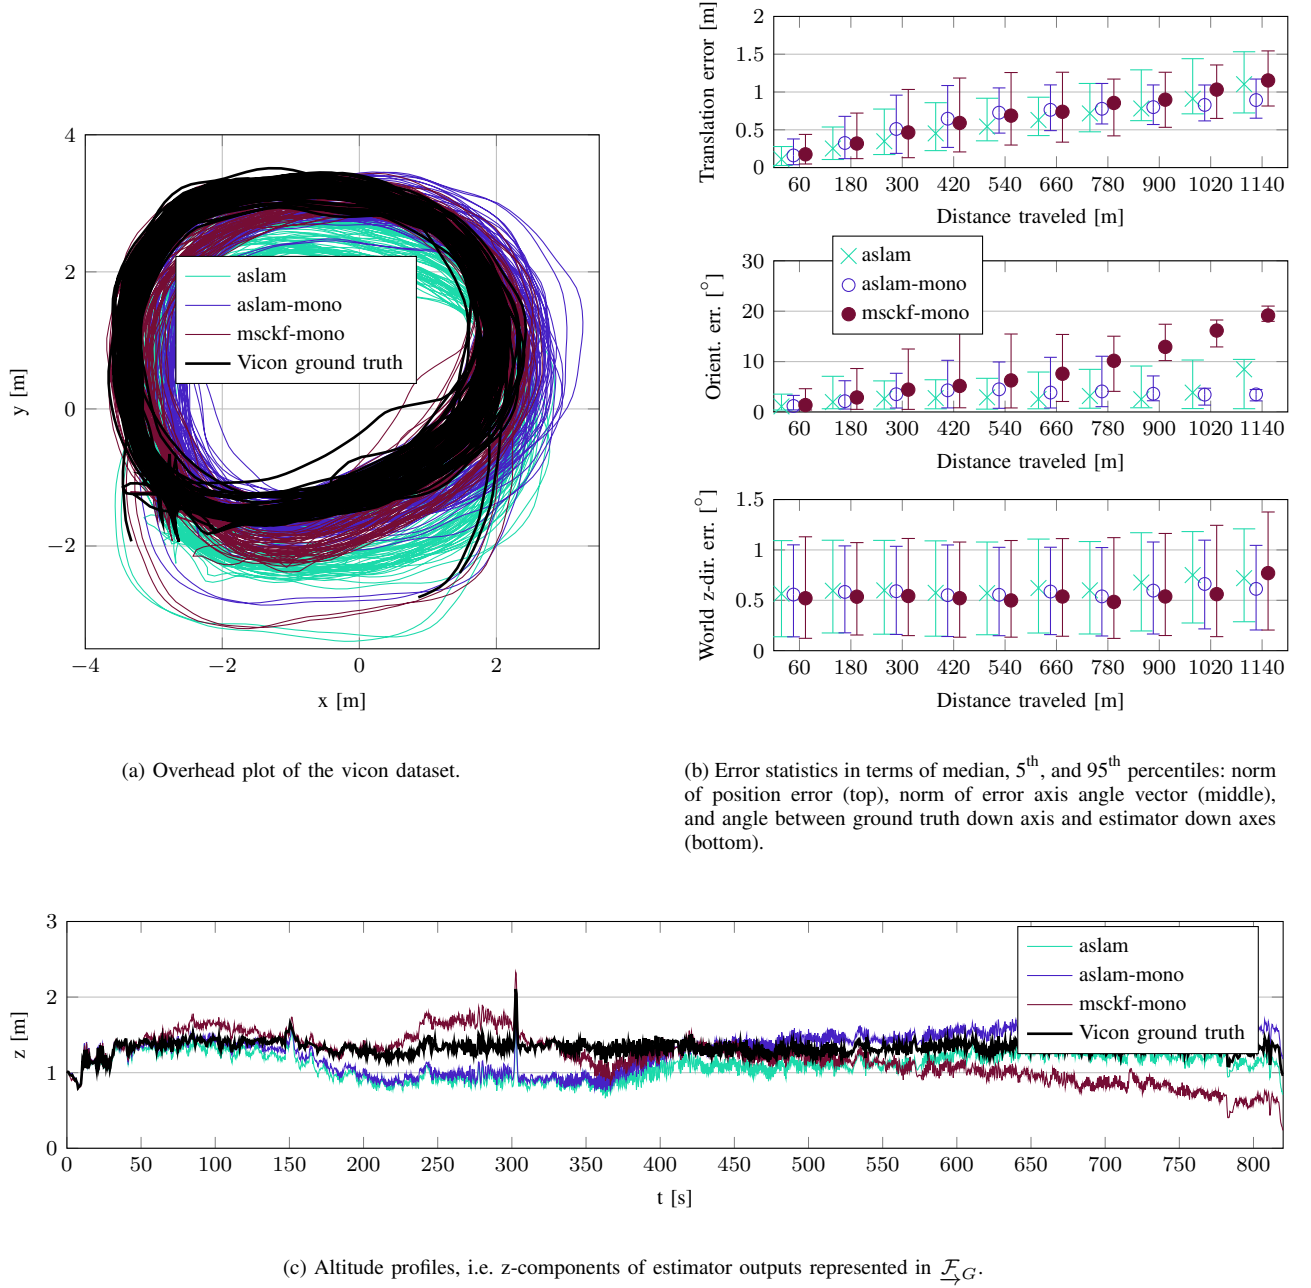 4
2
0
−2
−4
−2
0
2
y [m]
x [m]
aslam
aslam-mono
msckf-mono
Vicon ground truth
(a) Overhead plot of the vicon dataset.
2
1.5
1
0.5
0
Translation error [m]
60 180 300 420 540 660 780 900 1020 1140
Distance traveled [m]
aslam
aslam-mono
msckf-mono
30
20
10
0
Orient. err. [°]
60 180 300 420 540 660 780 900 1020 1140
Distance traveled [m]
1.5
1
0.5
0
World z-dir. err. [°]
60 180 300 420 540 660 780 900 1020 1140
Distance traveled [m]
(b) Error statistics in terms of median, 5th, and 95th percentiles: norm
of position error (top), norm of error axis angle vector (middle),
and angle between ground truth down axis and estimator down axes
(bottom).
3
2
1
0
z [m]
aslam
aslam-mono
msckf-mono
Vicon ground truth
0 50 100 150 200 250 300 350 400 450 500 550 600 650 700 750 800
t [s]
(c) Altitude profiles, i.e. z-components of estimator outputs represented in F→G.